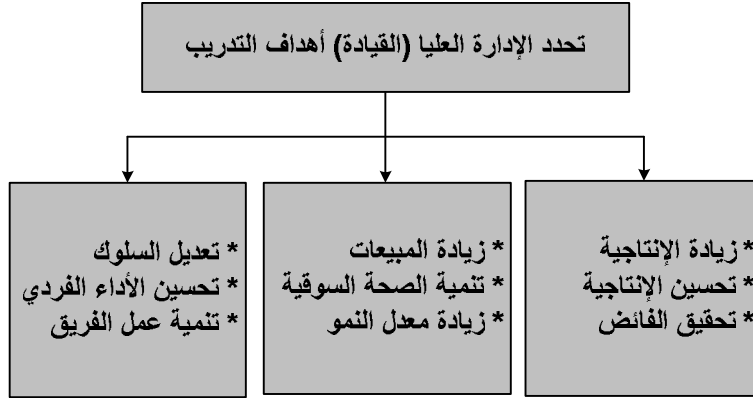 تحدد الإدارة العليا (القيادة) أهداف التدريب
* زيادة الإنتاجية
* تحسين الإنتاجية
* تحقيق الفائض
* زيادة المبيعات
* تنمية الصحة السوقية
* زيادة معدل النمو
* تعديل السلوك
* تحسين الأداء الفردي
* تنمية عمل الفريق